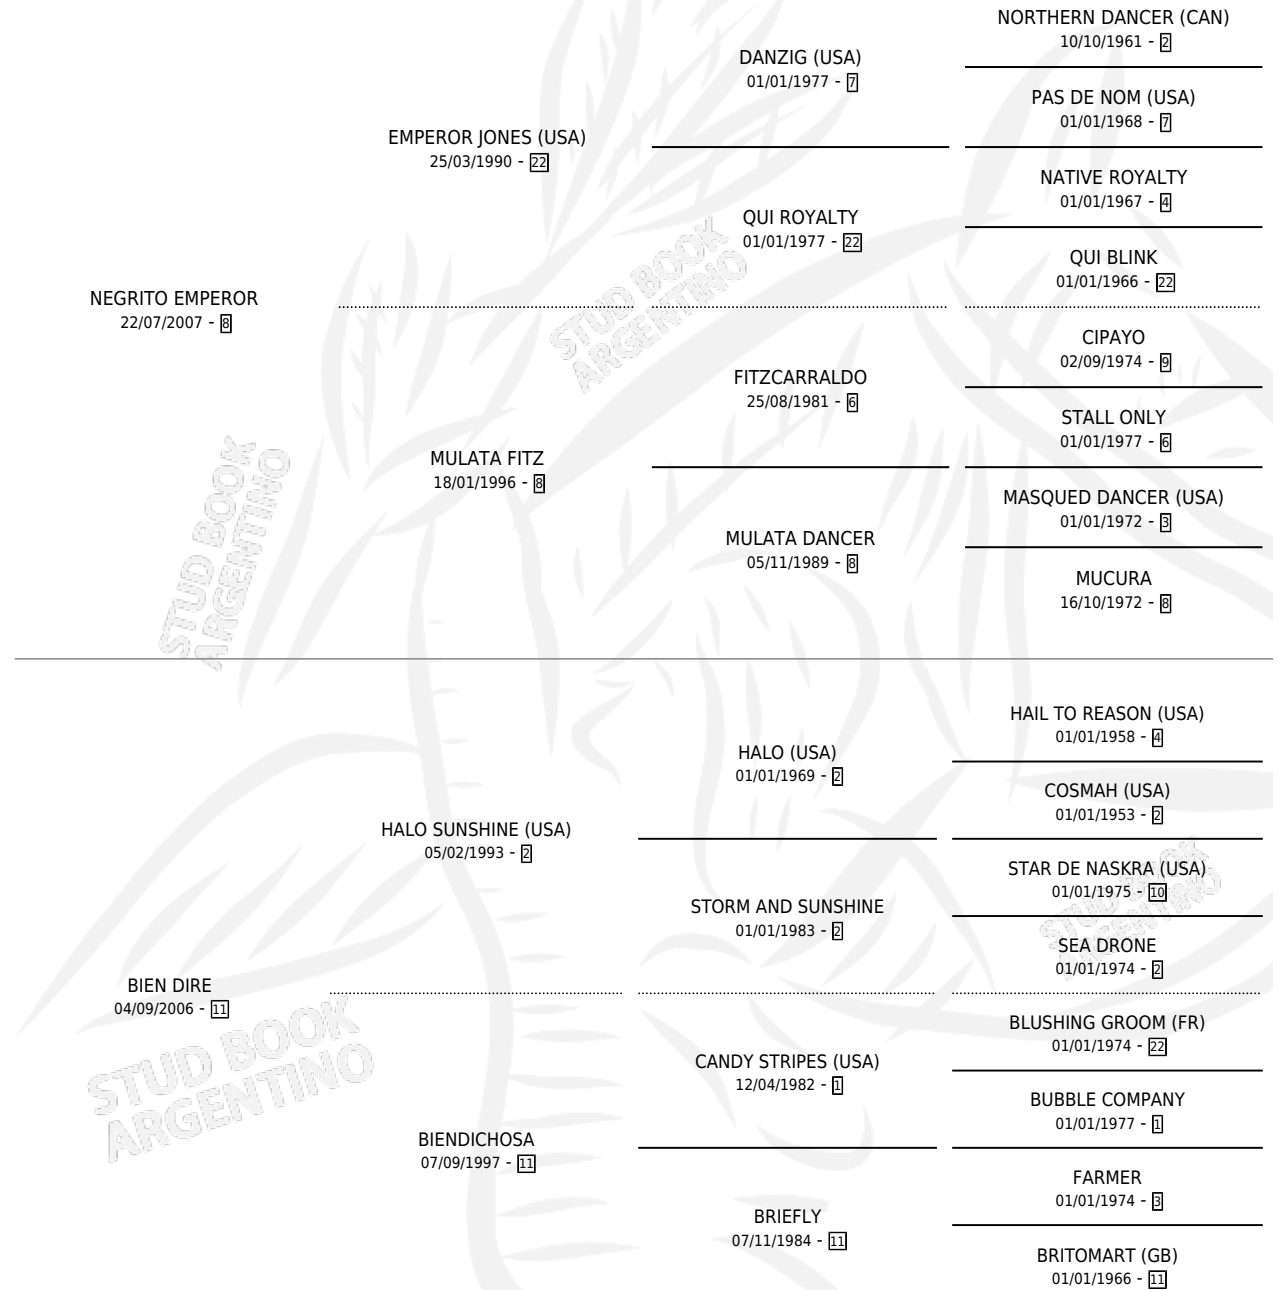 NORTHERN DANCER (CAN)
10/10/1961 - 2
DANZIG (USA)
01/01/1977 - 7
PAS DE NOM (USA)
01/01/1968 - 7
EMPEROR JONES (USA)
25/03/1990 - 22
NATIVE ROYALTY
01/01/1967 - 4
QUI ROYALTY
01/01/1977 - 22
QUI BLINK
01/01/1966 - 22
NEGRITO EMPEROR
22/07/2007 - 8
CIPAYO
02/09/1974 - 9
FITZCARRALDO
25/08/1981 - 6
STALL ONLY
01/01/1977 - 6
MULATA FITZ
18/01/1996 - 8
MASQUED DANCER (USA)
01/01/1972 - 3
MULATA DANCER
05/11/1989 - 8
MUCURA
16/10/1972 - 8
HAIL TO REASON (USA)
01/01/1958 - 4
HALO (USA)
01/01/1969 - 2
COSMAH (USA)
01/01/1953 - 2
HALO SUNSHINE (USA)
05/02/1993 - 2
STAR DE NASKRA (USA)
01/01/1975 - 10
STORM AND SUNSHINE
01/01/1983 - 2
SEA DRONE
01/01/1974 - 2
BIEN DIRE
04/09/2006 - 11
BLUSHING GROOM (FR)
01/01/1974 - 22
CANDY STRIPES (USA)
12/04/1982 - 1
BUBBLE COMPANY
01/01/1977 - 1
BIENDICHOSA
07/09/1997 - 11
FARMER
01/01/1974 - 3
BRIEFLY
07/11/1984 - 11
BRITOMART (GB)
01/01/1966 - 11
STUD BOOK
ARGENTINO
STUD BOOK
ARGENTINO
STUD BOOK
ARGENTINO
STUD BOOK
ARGENTINO